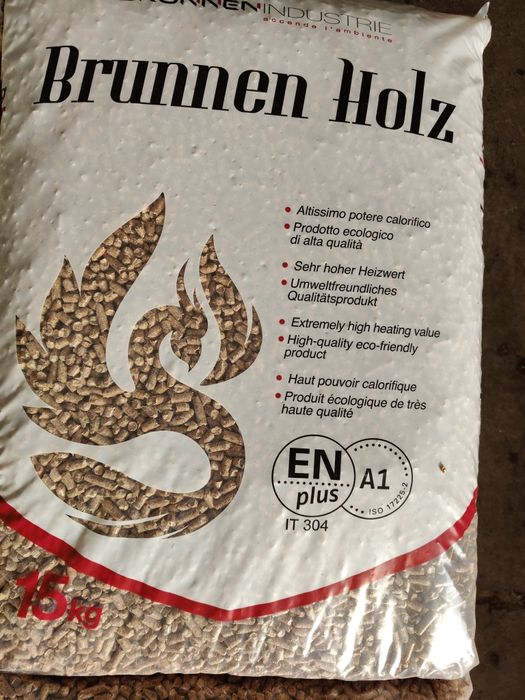 BRUNNENINDUSTRIE
accende l'ambiente
Brunnen Holz
• Altissimo potere calorifico
• Prodotto ecologico
di alta qualità
• Sehr hoher Heizwert
• Umweltfreundliches
Qualitätsprodukt
• Extremely high heating value
• High-quality eco-friendly
product
• Haut pouvoir calorifique
• Produit écologique de très
haute qualité
EN
plus
A1
ISO 17225-2
IT 304
15kg